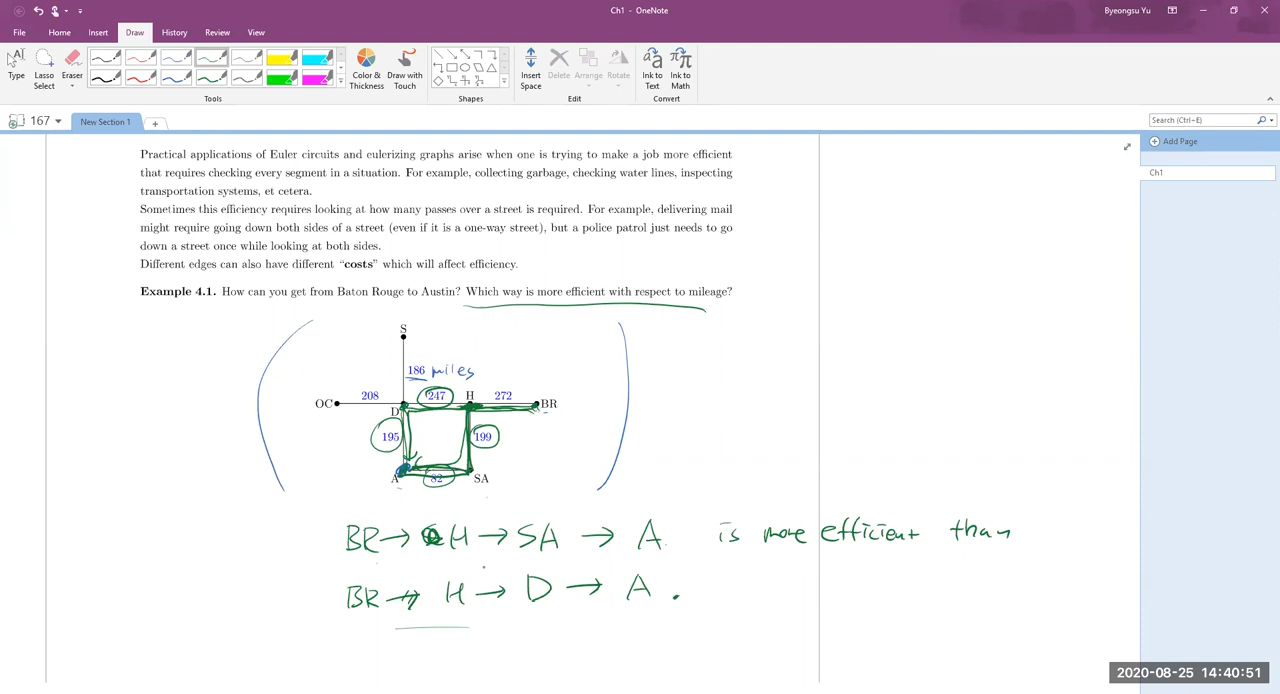 Ch1 - OneNote
Byeongsu Yu
File Home Insert Draw History Review View
Type
Lasso Select
Eraser
Color & Thickness
Draw with Touch
Insert Space
Delete
Arrange
Rotate
Ink to Text
Ink to Math
Tools
Shapes
Edit
Convert
167
New Section 1
Search (Ctrl+E)
Add Page
Ch1
Practical applications of Euler circuits and eulerizing graphs arise when one is trying to make a job more efficient
that requires checking every segment in a situation. For example, collecting garbage, checking water lines, inspecting
transportation systems, et cetera.
Sometimes this efficiency requires looking at how many passes over a street is required. For example, delivering mail
might require going down both sides of a street (even if it is a one-way street), but a police patrol just needs to go
down a street once while looking at both sides.
Different edges can also have different “costs” which will affect efficiency.
Example 4.1. How can you get from Baton Rouge to Austin? Which way is more efficient with respect to mileage?
S
186 miles
OC 208 247 H 272 BR
D
195 199
A 82 SA
BR → H → SA → A. is more efficient than
BR → H → D → A.
2020-08-25 14:40:51